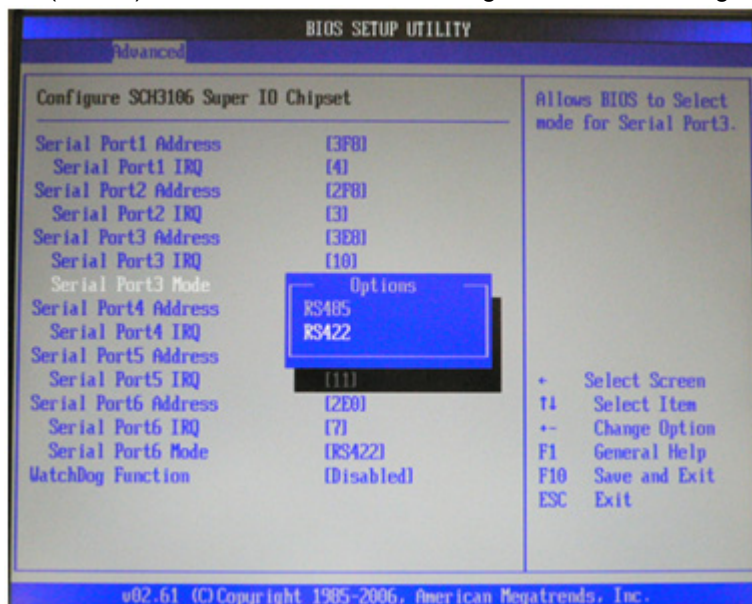 BIOS SETUP UTILITY
Advanced
Configure SCH3106 Super IO Chipset
Serial Port1 Address [3F8]
Serial Port1 IRQ [4]
Serial Port2 Address [2F8]
Serial Port2 IRQ [3]
Serial Port3 Address [3E8]
Serial Port3 IRQ [10]
Serial Port3 Mode
Serial Port4 Address
Serial Port4 IRQ
Serial Port5 Address
Serial Port5 IRQ [11]
Serial Port6 Address [2E0]
Serial Port6 IRQ [7]
Serial Port6 Mode [RS422]
WatchDog Function [Disabled]
Options
RS485
RS422
Allows BIOS to Select
mode for Serial Port3.
← Select Screen
↑↓ Select Item
+- Change Option
F1 General Help
F10 Save and Exit
ESC Exit
v02.61 (C)Copyright 1985-2006, American Megatrends, Inc.